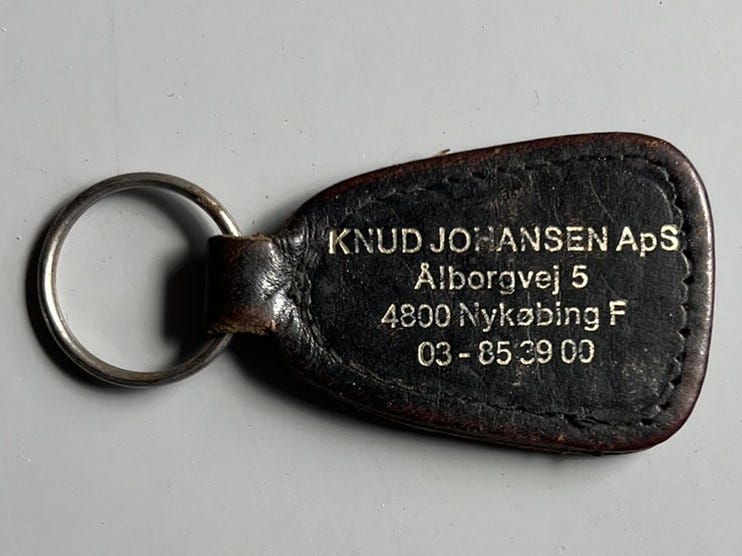 KNUD JOHANSEN ApS
Ålborgvej 5
4800 Nykøbing F
03 - 85 39 00